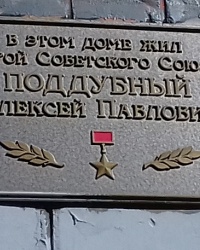 В ЭТОМ ДОМЕ ЖИЛ
РОЙ СОВЕТСКОГО СОЮ
ПОДДУБНЫЙ
ЛЕКСЕЙ ПАВЛОВИ